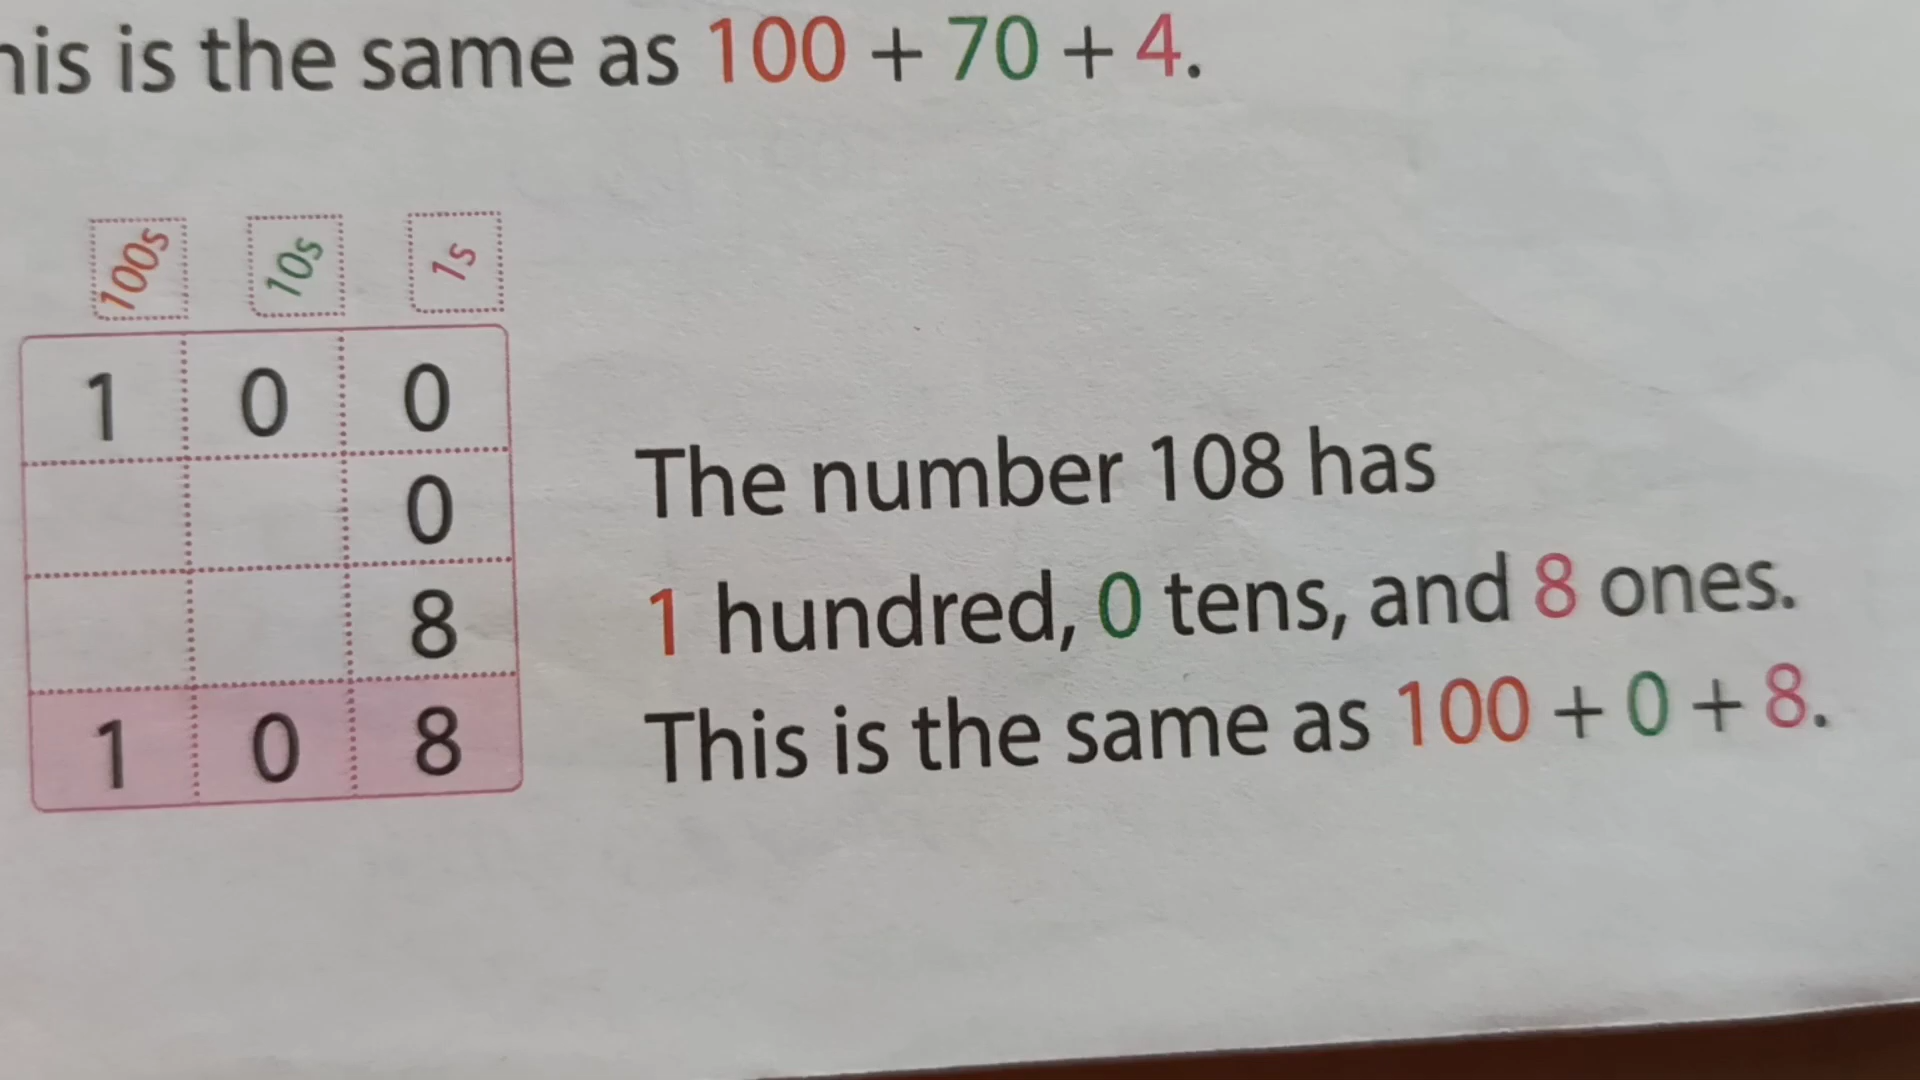 his is the same as 100 + 70 + 4.
100s 10s 1s
1 0 0
0
8
1 0 8
The number 108 has
1 hundred, 0 tens, and 8 ones.
This is the same as 100 + 0 + 8.